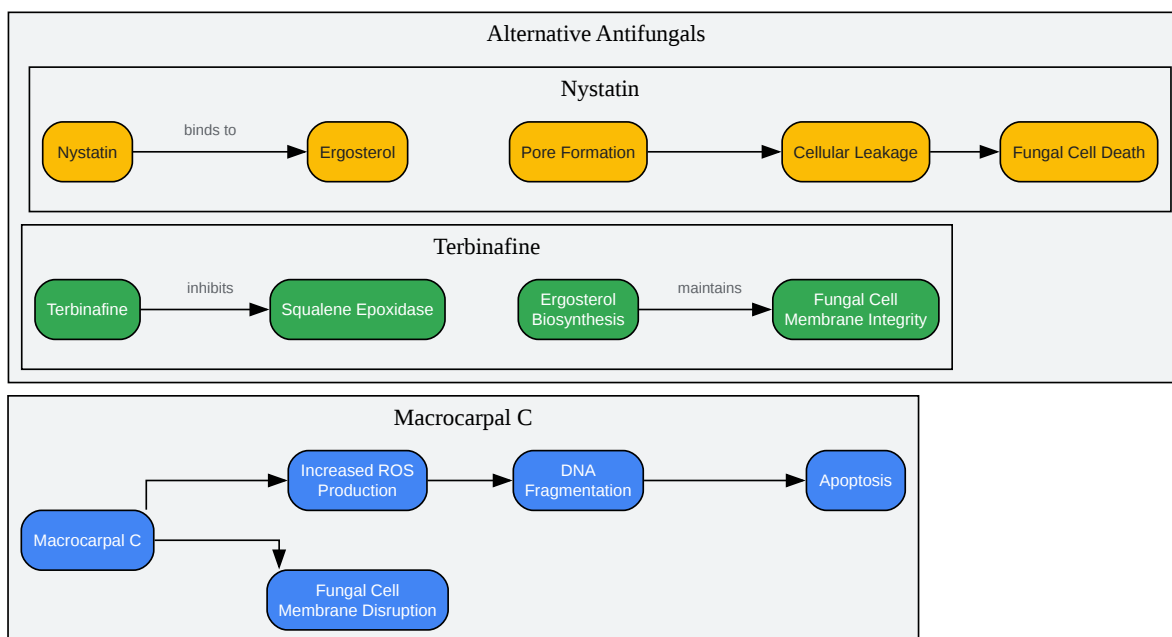 Alternative Antifungals
Nystatin
Nystatin
binds to
Ergosterol
Pore Formation
Cellular Leakage
Fungal Cell Death
Terbinafine
Terbinafine
inhibits
Squalene Epoxidase
Ergosterol
Biosynthesis
maintains
Fungal Cell
Membrane Integrity
Macrocarpal C
Macrocarpal C
Increased ROS
Production
DNA
Fragmentation
Apoptosis
Fungal Cell
Membrane Disruption